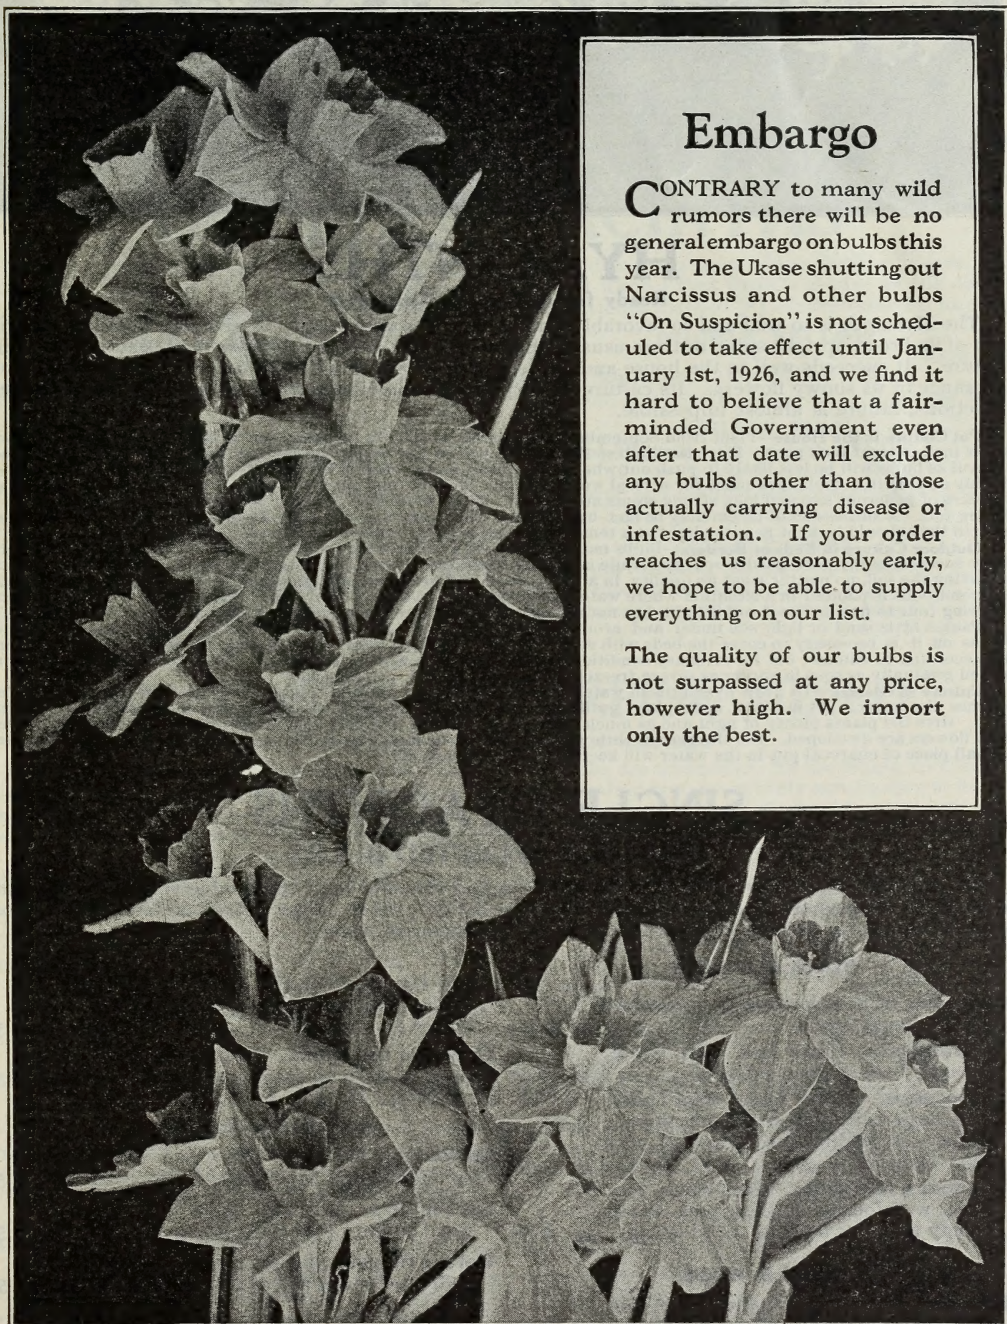 Embargo
CONTRARY to many wild
rumors there will be no
general embargo on bulbs this
year. The Ukase shutting out
Narcissus and other bulbs
"On Suspicion" is not sched-
uled to take effect until Jan-
uary 1st, 1926, and we find it
hard to believe that a fair-
minded Government even
after that date will exclude
any bulbs other than those
actually carrying disease or
infestation. If your order
reaches us reasonably early,
we hope to be able to supply
everything on our list.
The quality of our bulbs is
not surpassed at any price,
however high. We import
only the best.